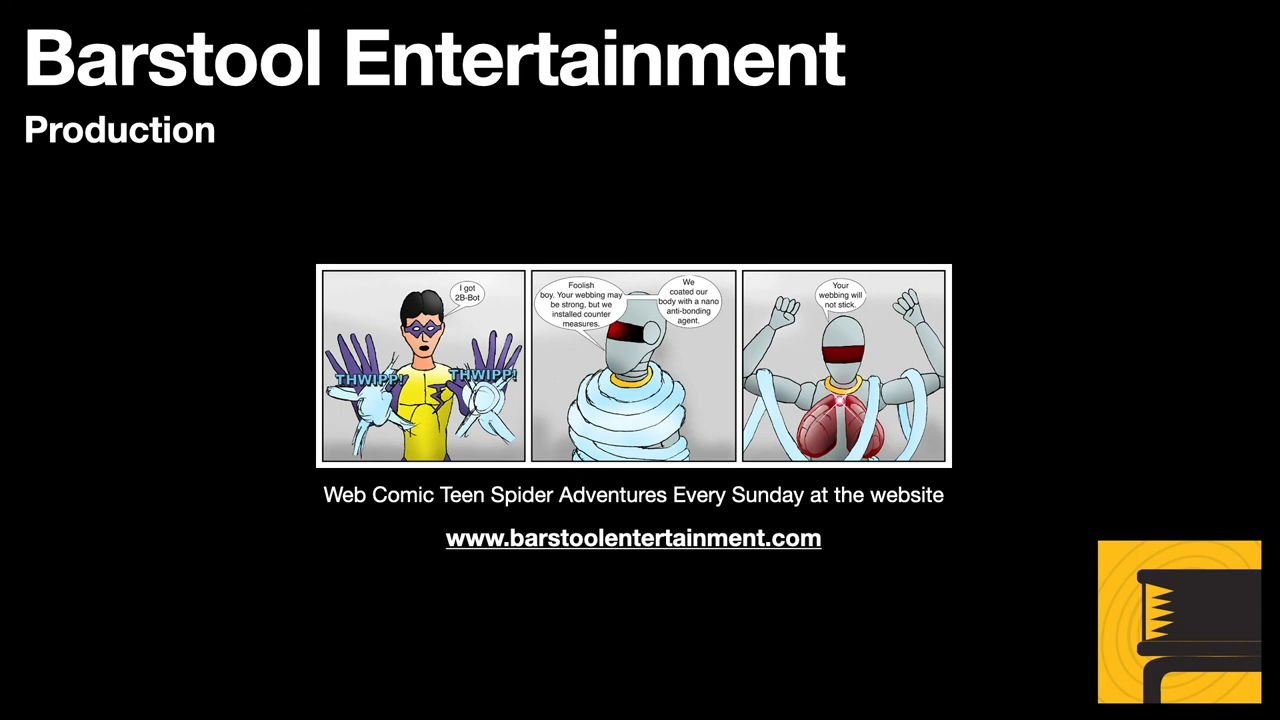 Barstool Entertainment
Production
I got
2B-Bot
THWIPP!
THWIPP!
Foolish
boy. Your webbing may
be strong, but we
installed counter
measures.
We
coated our
body with a nano
anti-bonding
agent.
Your
webbing will
not stick.
Web Comic Teen Spider Adventures Every Sunday at the website
www.barstoolentertainment.com